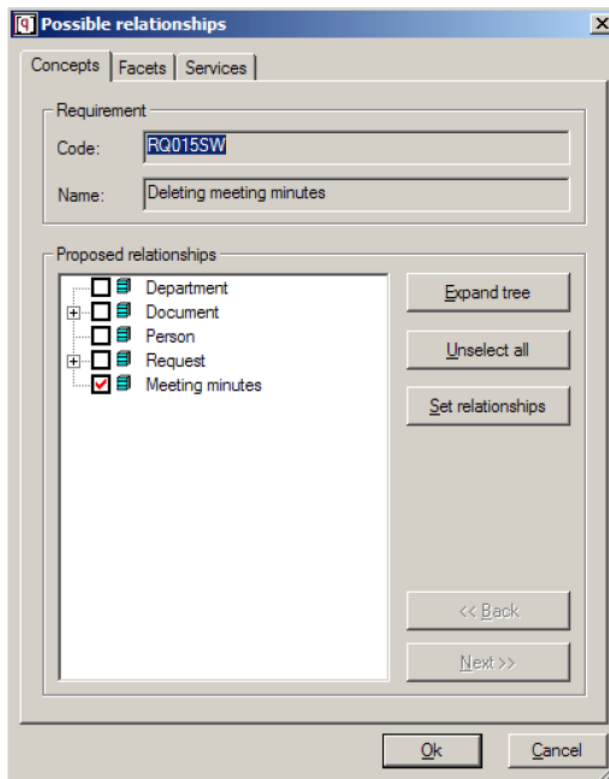 Possible relationships
Concepts Facets Services
Requirement
Code: RQ015SW
Name: Deleting meeting minutes
Proposed relationships
Department
Document
Person
Request
Meeting minutes
Expand tree
Unselect all
Set relationships
<< Back
Next >>
Ok Cancel